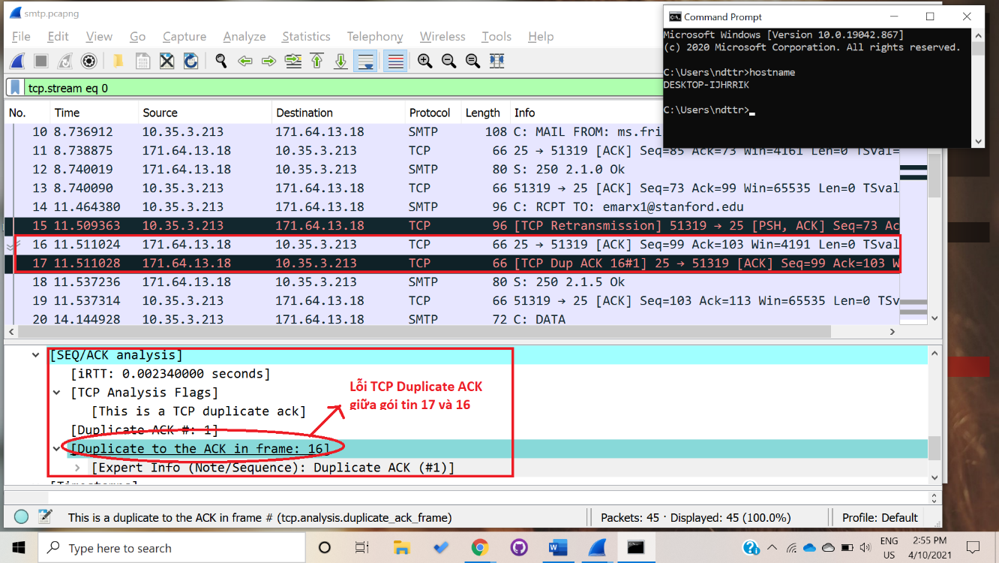 smtp.pcapng
File Edit View Go Capture Analyze Statistics Telephony Wireless Tools Help
tcp.stream eq 0
No. Time Source Destination Protocol Length Info
10 8.736912 10.35.3.213 171.64.13.18 SMTP 108 C: MAIL FROM: ms.fri
11 8.738875 171.64.13.18 10.35.3.213 TCP 66 25 → 51319 [ACK] Seq=85 Ack=73 Win=4161 Len=0 TSval=
12 8.740019 171.64.13.18 10.35.3.213 SMTP 80 S: 250 2.1.0 Ok
13 8.740090 10.35.3.213 171.64.13.18 TCP 66 51319 → 25 [ACK] Seq=73 Ack=99 Win=65535 Len=0 TSval
14 11.464380 10.35.3.213 171.64.13.18 SMTP 96 C: RCPT TO: emarx1@stanford.edu
15 11.509363 10.35.3.213 171.64.13.18 TCP 96 [TCP Retransmission] 51319 → 25 [PSH, ACK] Seq=73 Ac
16 11.511024 171.64.13.18 10.35.3.213 TCP 66 25 → 51319 [ACK] Seq=99 Ack=103 Win=4191 Len=0 TSval
17 11.511028 171.64.13.18 10.35.3.213 TCP 66 [TCP Dup ACK 16#1] 25 → 51319 [ACK] Seq=99 Ack=103 W
18 11.537236 171.64.13.18 10.35.3.213 SMTP 80 S: 250 2.1.5 Ok
19 11.537314 10.35.3.213 171.64.13.18 TCP 66 51319 → 25 [ACK] Seq=103 Ack=113 Win=65535 Len=0 TSv
20 14.144928 10.35.3.213 171.64.13.18 SMTP 72 C: DATA
Command Prompt
Microsoft Windows [Version 10.0.19042.867]
(c) 2020 Microsoft Corporation. All rights reserved.
C:\Users\ndttr>hostname
DESKTOP-IJHRRIK
C:\Users\ndttr>
[SEQ/ACK analysis]
[iRTT: 0.002340000 seconds]
[TCP Analysis Flags]
[This is a TCP duplicate ack]
[Duplicate ACK #: 1]
[Duplicate to the ACK in frame: 16]
[Expert Info (Note/Sequence): Duplicate ACK (#1)]
[Timestamps]
Lỗi TCP Duplicate ACK
giữa gói tin 17 và 16
This is a duplicate to the ACK in frame # (tcp.analysis.duplicate_ack_frame)
Packets: 45 · Displayed: 45 (100.0%)
Profile: Default
Type here to search
ENG
US
2:55 PM
4/10/2021